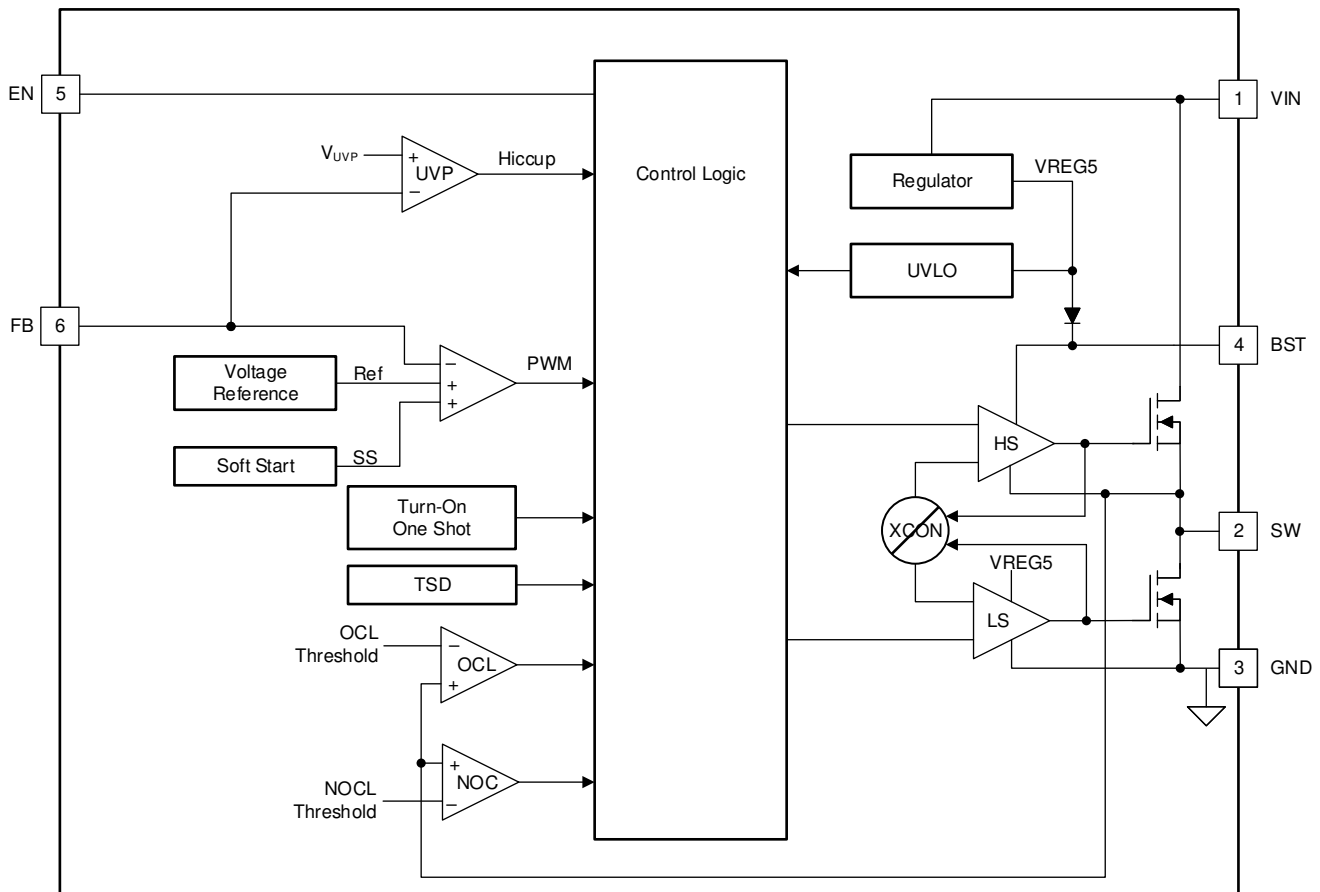 EN
5
1
VIN
V_UVP
+
UVP
−
Hiccup
Control Logic
Regulator
VREG5
UVLO
FB
6
4
BST
Voltage
Reference
Ref
−
+
+
PWM
Soft Start
SS
HS
Turn-On
One Shot
XCON
2
SW
TSD
VREG5
LS
OCL
Threshold
−
OCL
+
3
GND
+
NOC
−
NOCL
Threshold